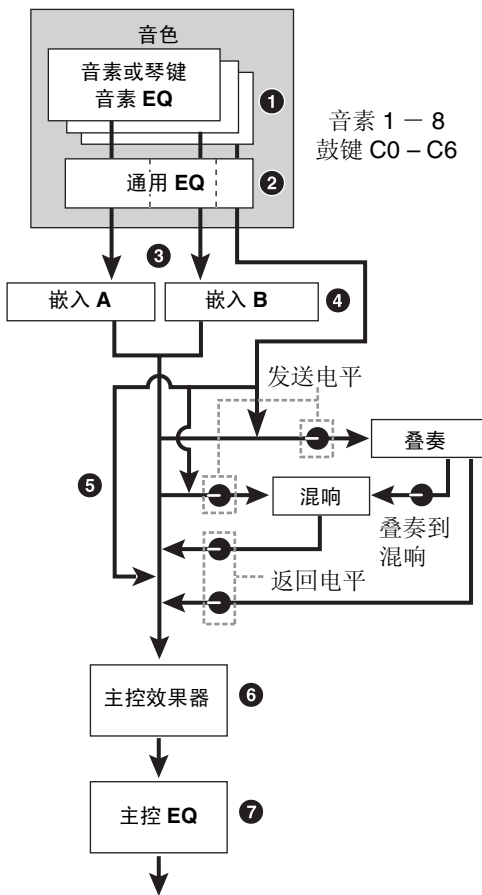 音色
音素或琴键
音素 EQ
❶
音素 1 － 8
鼓键 C0 – C6
通用 EQ
❷
❸
嵌入 A
嵌入 B
❹
发送电平
叠奏
❺
混响
叠奏到
混响
返回电平
主控效果器
❻
主控 EQ
❼